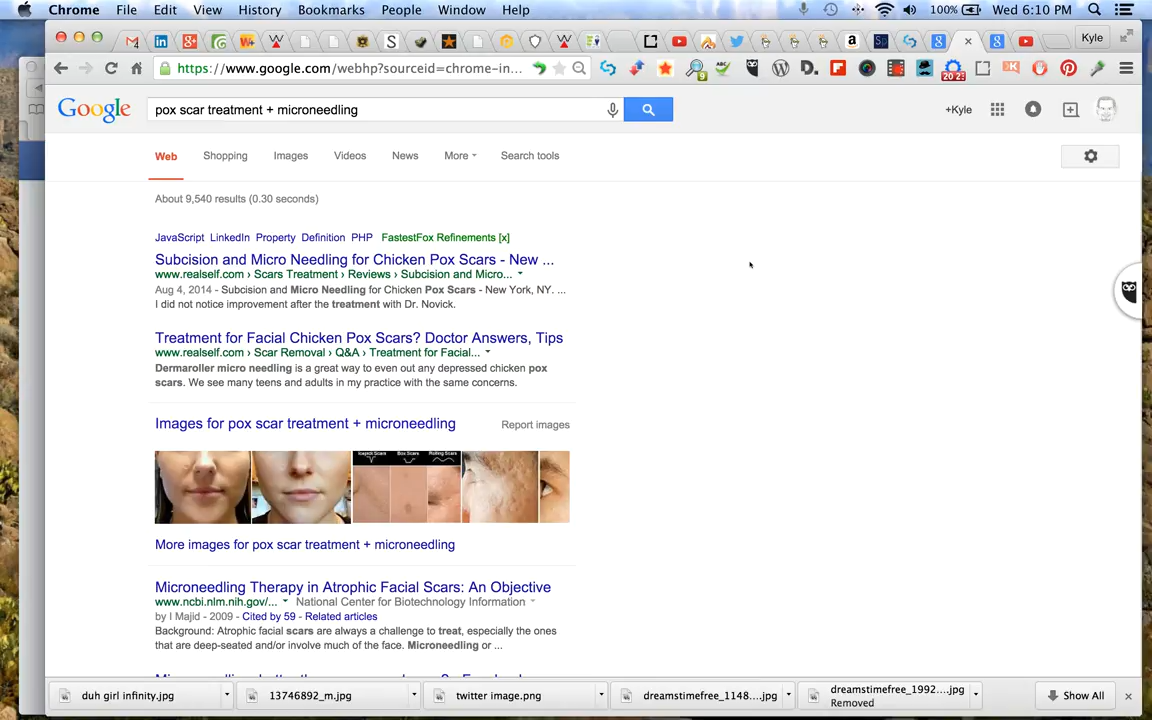 Chrome File Edit View History Bookmarks People Window Help 100% Wed 6:10 PM
Kyle
https://www.google.com/webhp?sourceid=chrome-in...
9 20 23
Google pox scar treatment + microneedling +Kyle
Web Shopping Images Videos News More Search tools
About 9,540 results (0.30 seconds)
JavaScript LinkedIn Property Definition PHP FastestFox Refinements [x]
Subcision and Micro Needling for Chicken Pox Scars - New ...
www.realself.com › Scars Treatment › Reviews › Subcision and Micro...
Aug 4, 2014 - Subcision and Micro Needling for Chicken Pox Scars - New York, NY. ...
I did not notice improvement after the treatment with Dr. Novick.
Treatment for Facial Chicken Pox Scars? Doctor Answers, Tips
www.realself.com › Scar Removal › Q&A › Treatment for Facial...
Dermaroller micro needling is a great way to even out any depressed chicken pox
scars. We see many teens and adults in my practice with the same concerns.
Images for pox scar treatment + microneedling Report images
Icepick Scars Box Scars Rolling Scars
More images for pox scar treatment + microneedling
Microneedling Therapy in Atrophic Facial Scars: An Objective
www.ncbi.nlm.nih.gov/... National Center for Biotechnology Information
by I Majid - 2009 - Cited by 59 - Related articles
Background: Atrophic facial scars are always a challenge to treat, especially the ones
that are deep-seated and/or involve much of the face. Microneedling or ...
duh girl infinity.jpg 13746892_m.jpg twitter image.png dreamstimefree_1148....jpg dreamstimefree_1992....jpg Show All
Removed